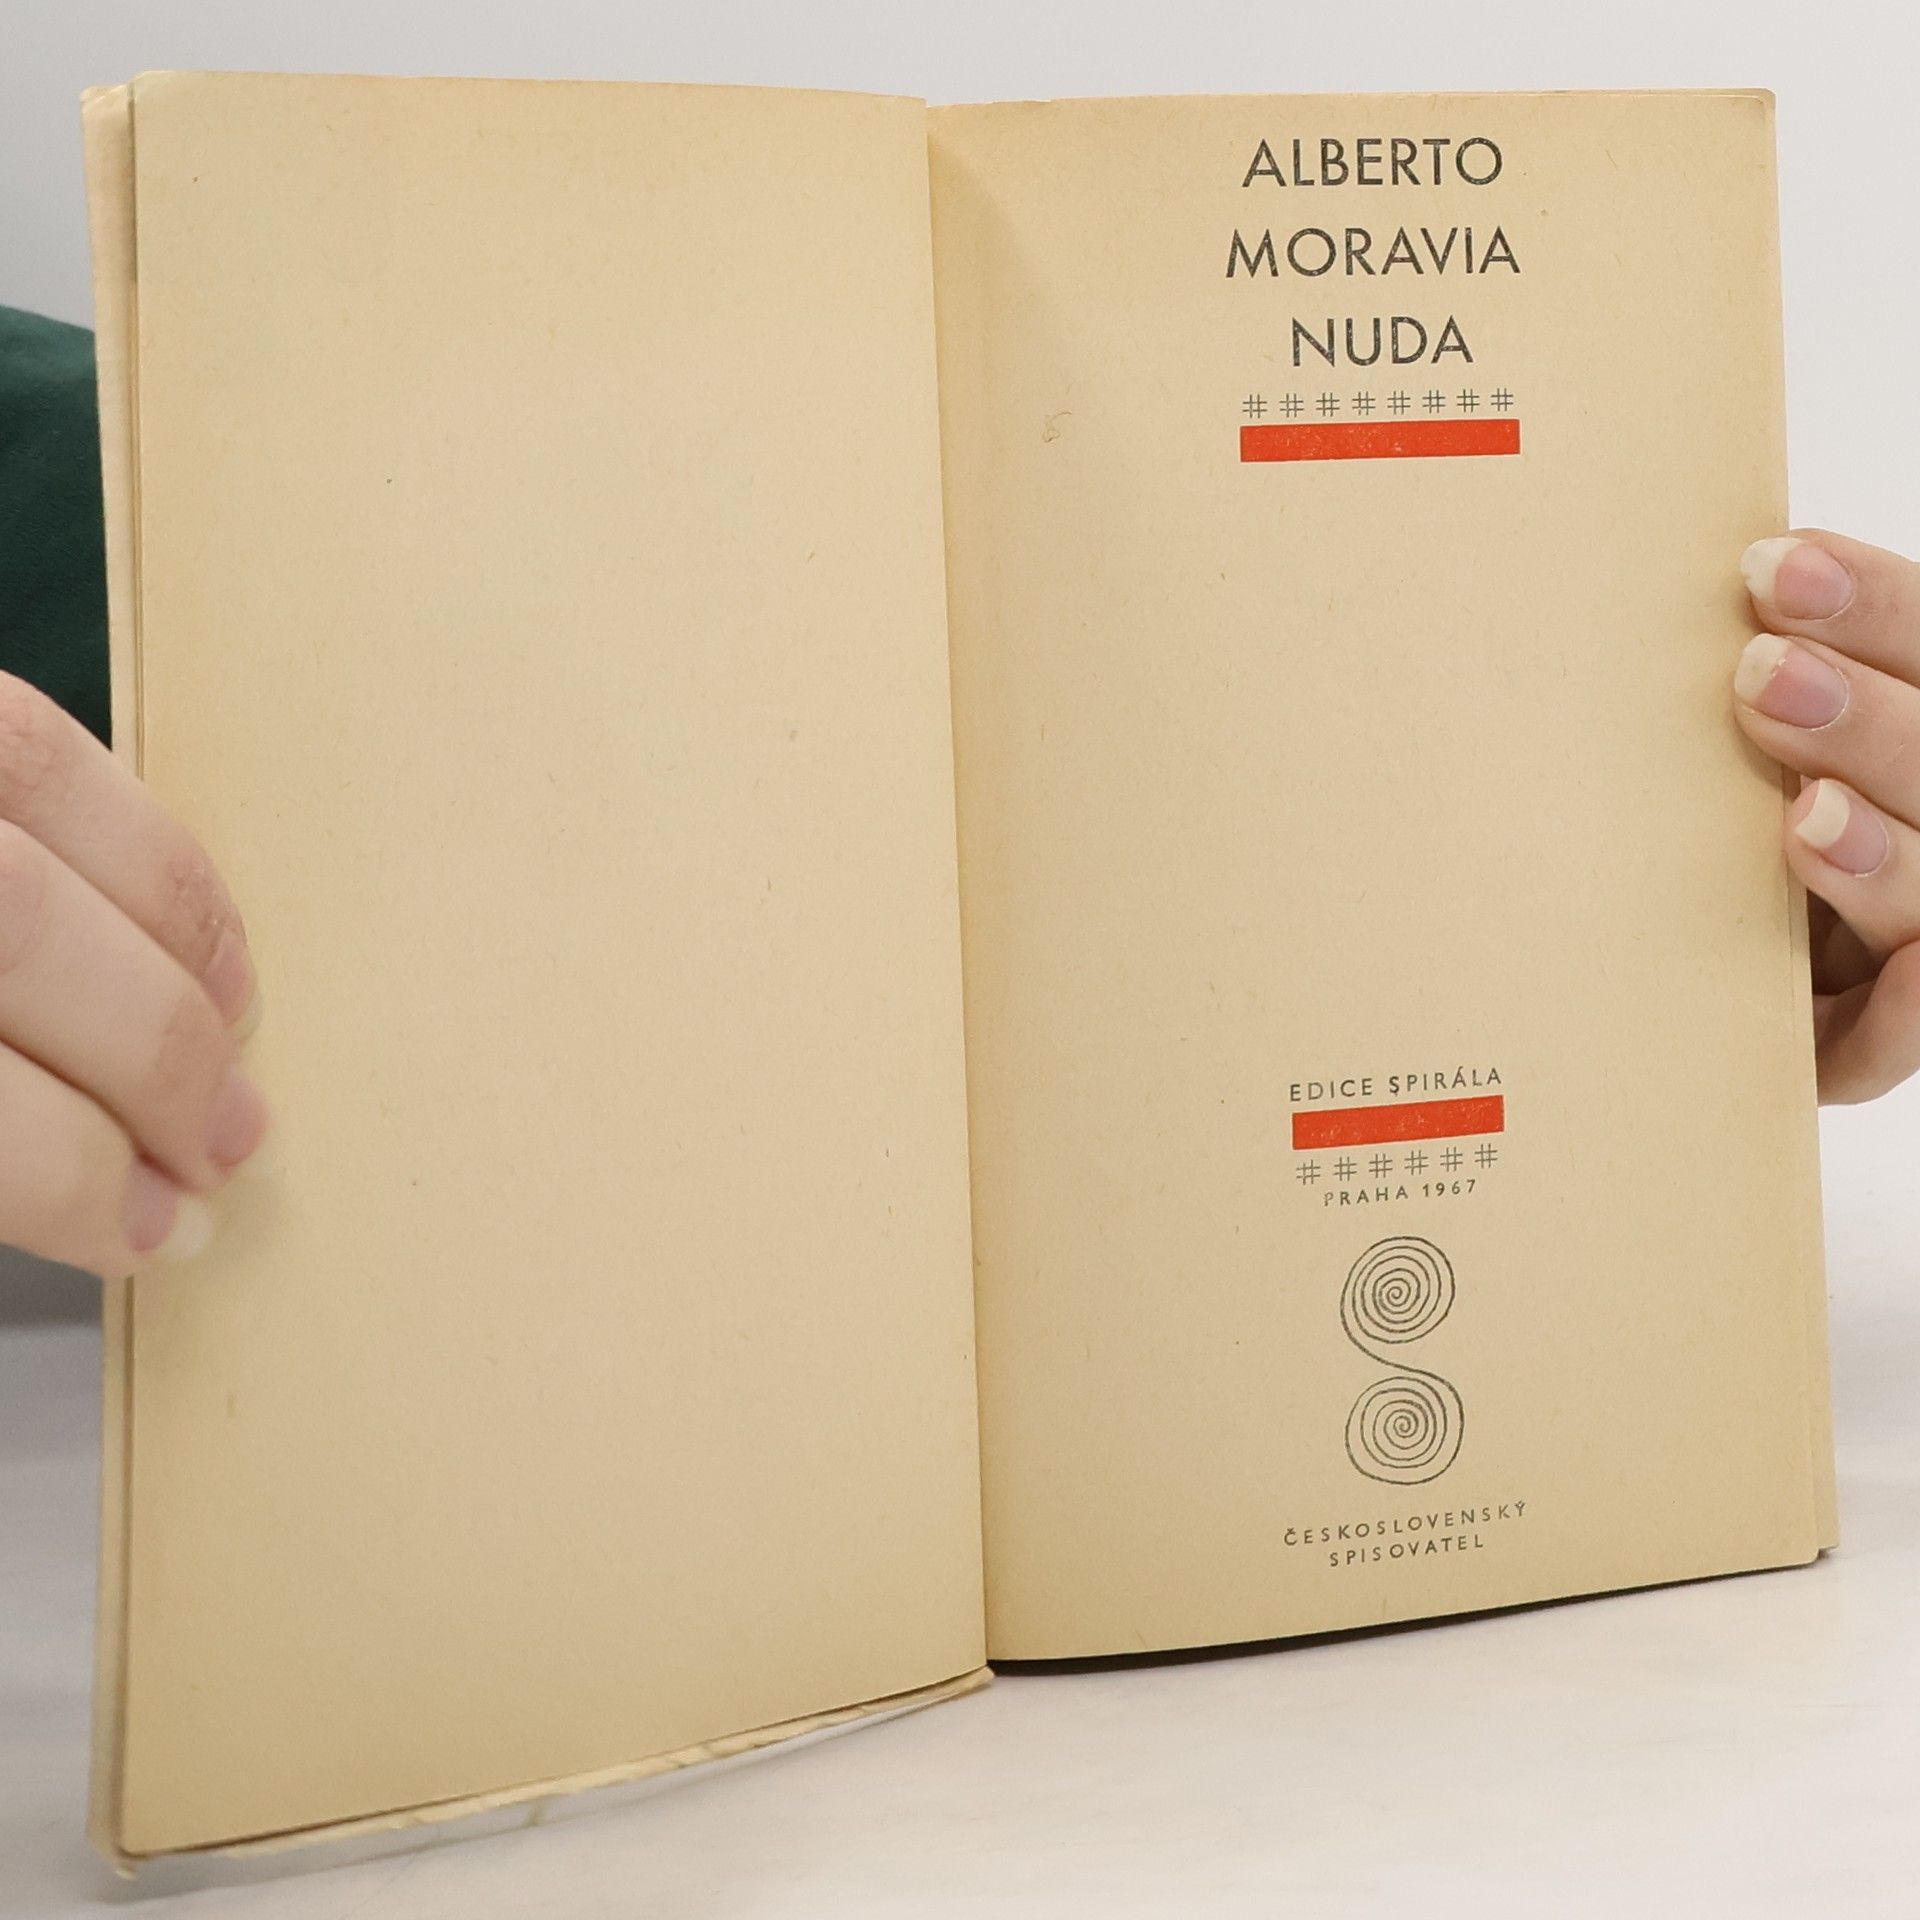 ALBERTO
MORAVIA
NUDA
########
EDICE SPIRÁLA
######
PRAHA 1967
ČESKOSLOVENSKÝ
SPISOVATEL